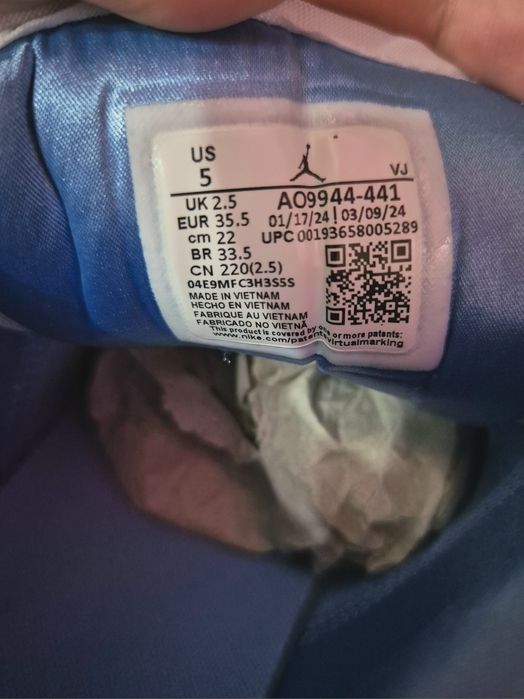 US
5
VJ
UK 2.5
EUR 35.5
cm 22
BR 33.5
CN 220(2.5)
AO9944-441
01/17/24 | 03/09/24
UPC 00193658005289
04E9MFC3H3SSS
MADE IN VIETNAM
HECHO EN VIETNAM
FABRIQUE AU VIETNAM
FABRICADO NO VIETNÃ
This product is covered by one or more patents:
www.nike.com/patents/virtualmarking